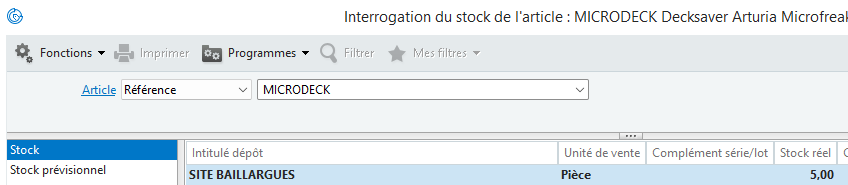 Interrogation du stock de l'article : MICRODECK Decksaver Arturia Microfreak
Fonctions Imprimer Programmes Filtrer Mes filtres
Article Référence MICRODECK
Stock Intitulé dépôt Unité de vente Complément série/lot Stock réel
Stock prévisionnel SITE BAILLARGUES Pièce 5,00